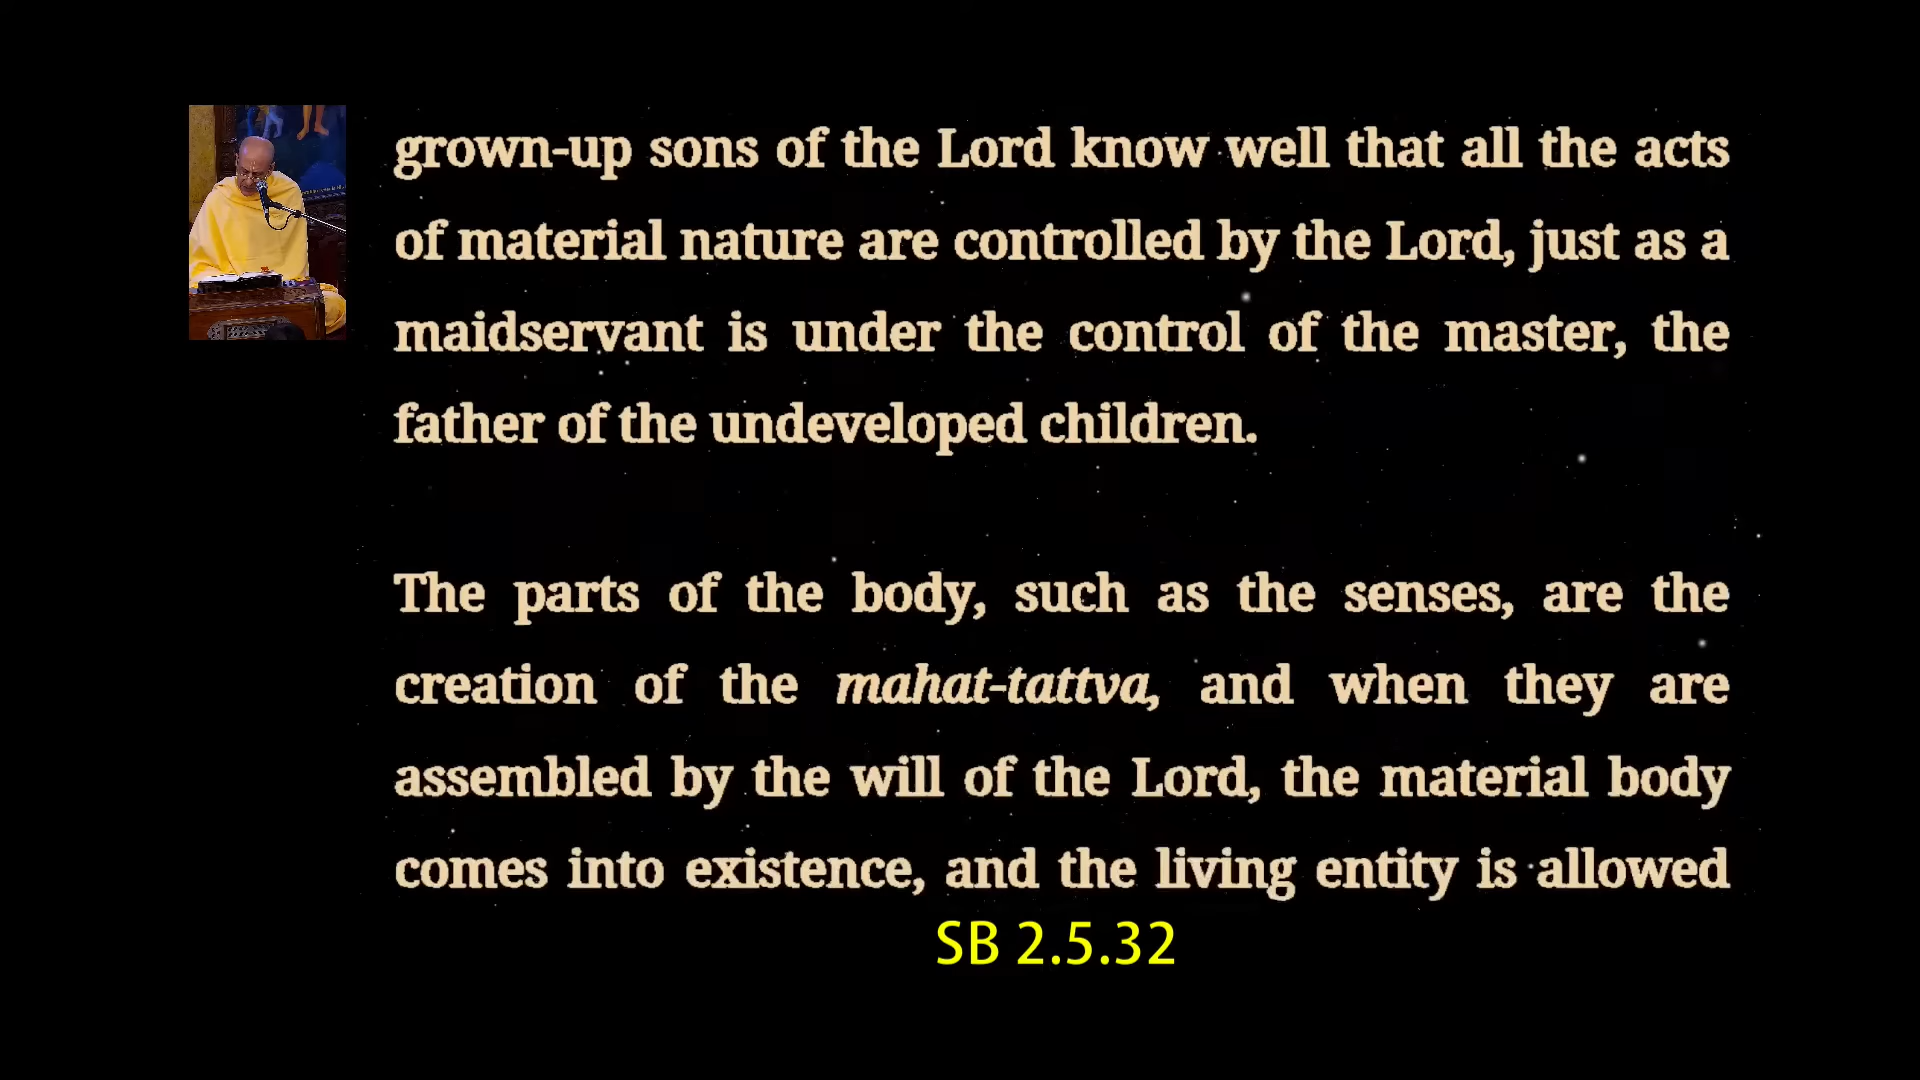 grown-up sons of the Lord know well that all the acts
of material nature are controlled by the Lord, just as a
maidservant is under the control of the master, the
father of the undeveloped children.
The parts of the body, such as the senses, are the
creation of the mahat-tattva, and when they are
assembled by the will of the Lord, the material body
comes into existence, and the living entity is allowed
SB 2.5.32